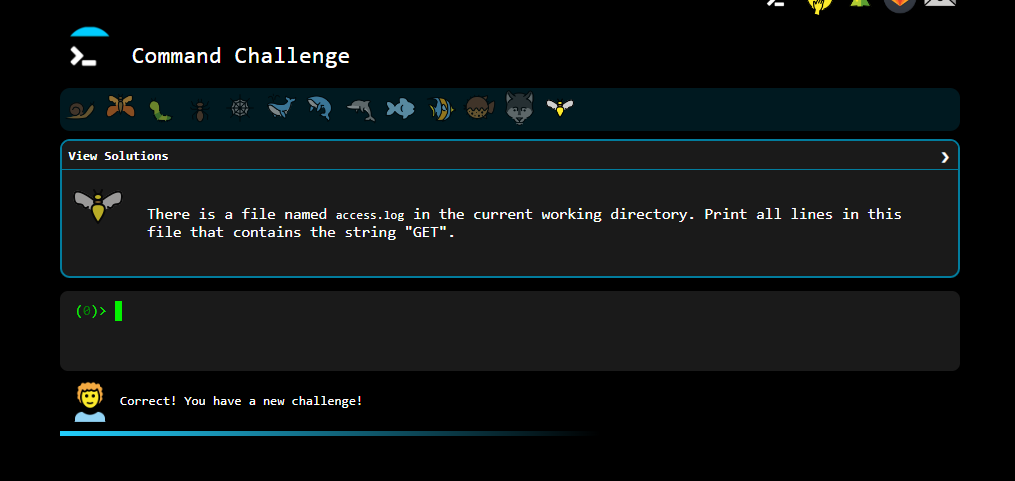 Command Challenge
View Solutions
There is a file named access.log in the current working directory. Print all lines in this
file that contains the string "GET".
(0)>
Correct! You have a new challenge!